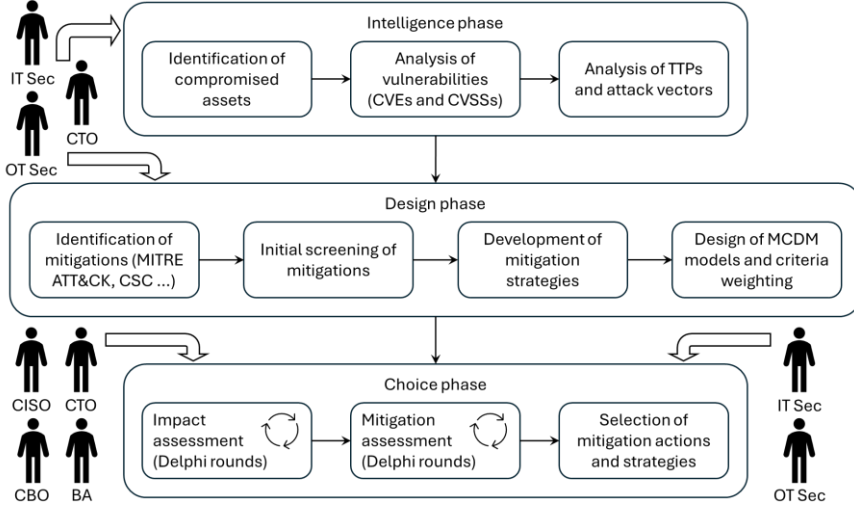 Intelligence phase
IT Sec
CTO
OT Sec
Identification of
compromised
assets
Analysis of
vulnerabilities
(CVEs and CVSSs)
Analysis of TTPs
and attack vectors
Design phase
Identification of
mitigations (MITRE
ATT&CK, CSC ...)
Initial screening of
mitigations
Development of
mitigation
strategies
Design of MCDM
models and criteria
weighting
CISO
CTO
CBO
BA
Choice phase
Impact
assessment
(Delphi rounds)
Mitigation
assessment
(Delphi rounds)
Selection of
mitigation actions
and strategies
IT Sec
OT Sec